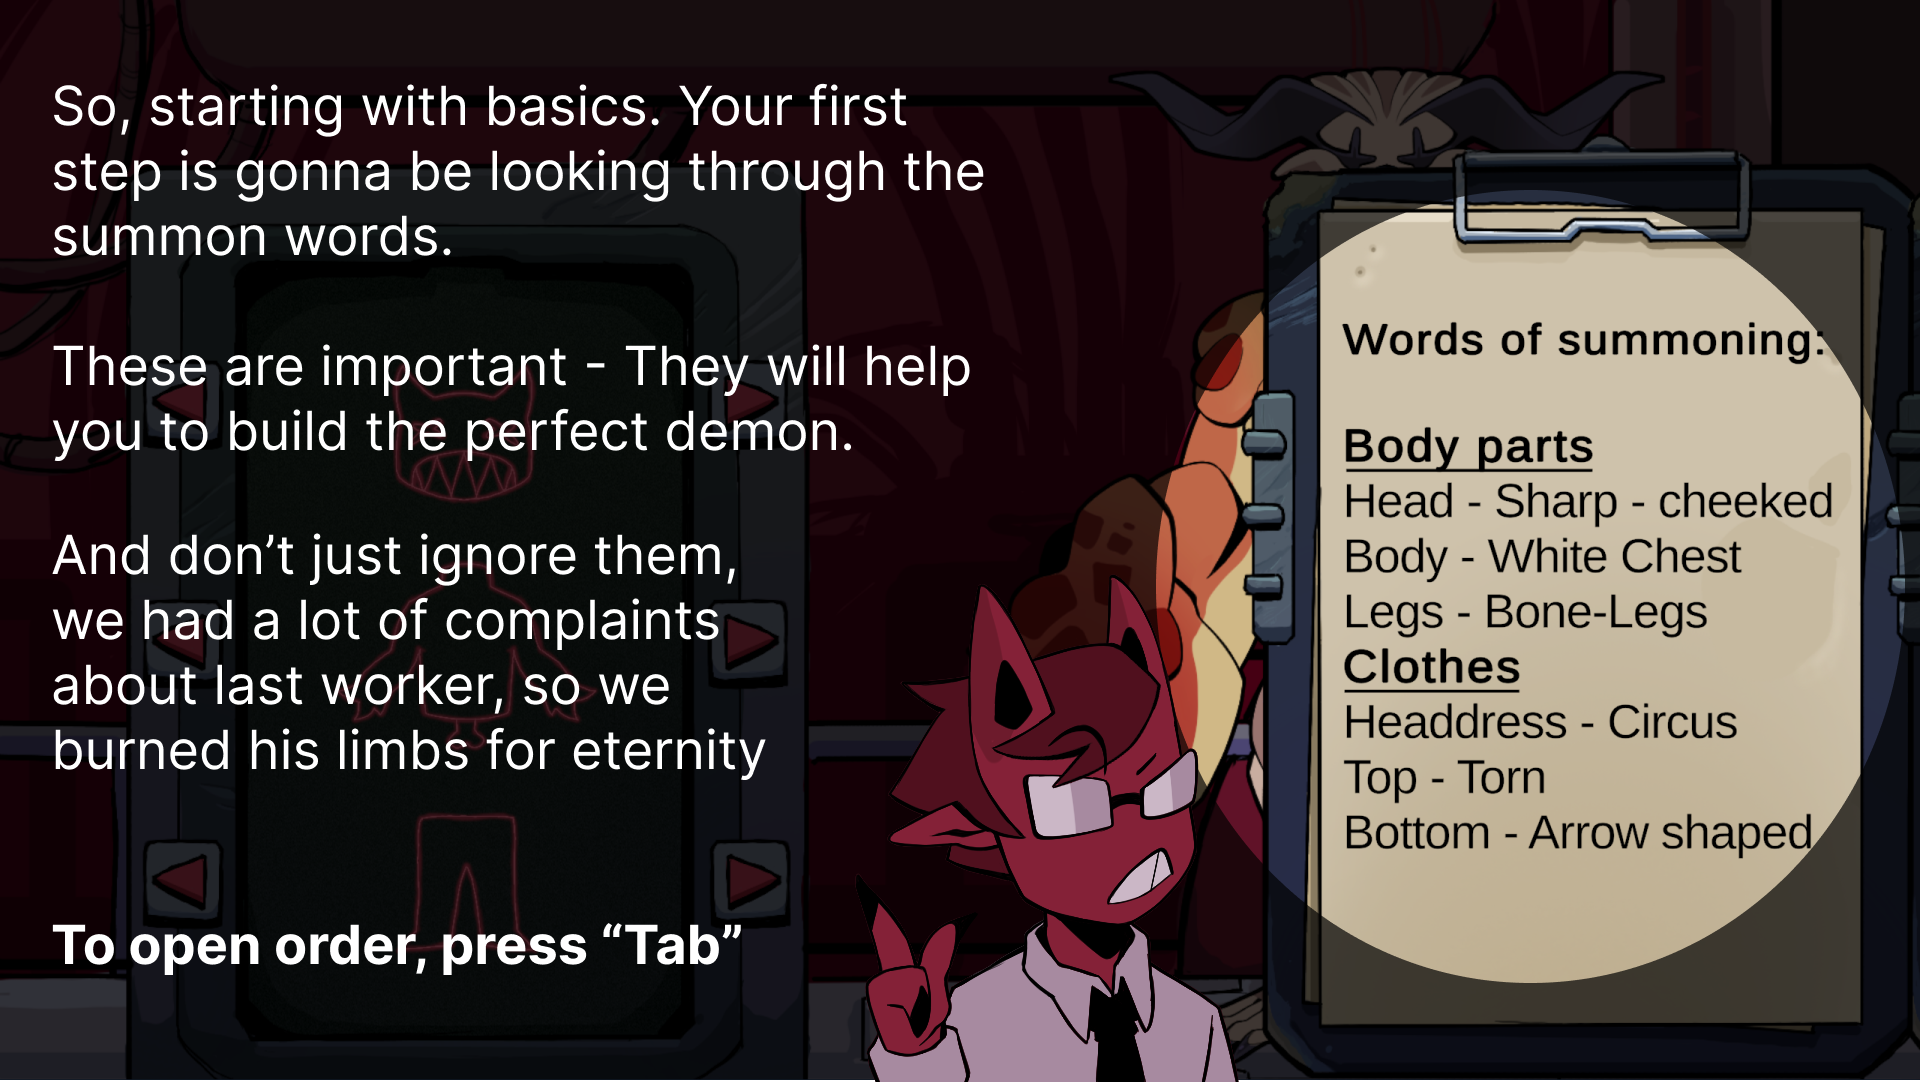 So, starting with basics. Your first
step is gonna be looking through the
summon words.
These are important - They will help
you to build the perfect demon.
And don’t just ignore them,
we had a lot of complaints
about last worker, so we
burned his limbs for eternity
To open order, press “Tab”
Words of summoning:
Body parts
Head - Sharp - cheeked
Body - White Chest
Legs - Bone-Legs
Clothes
Headdress - Circus
Top - Torn
Bottom - Arrow shaped